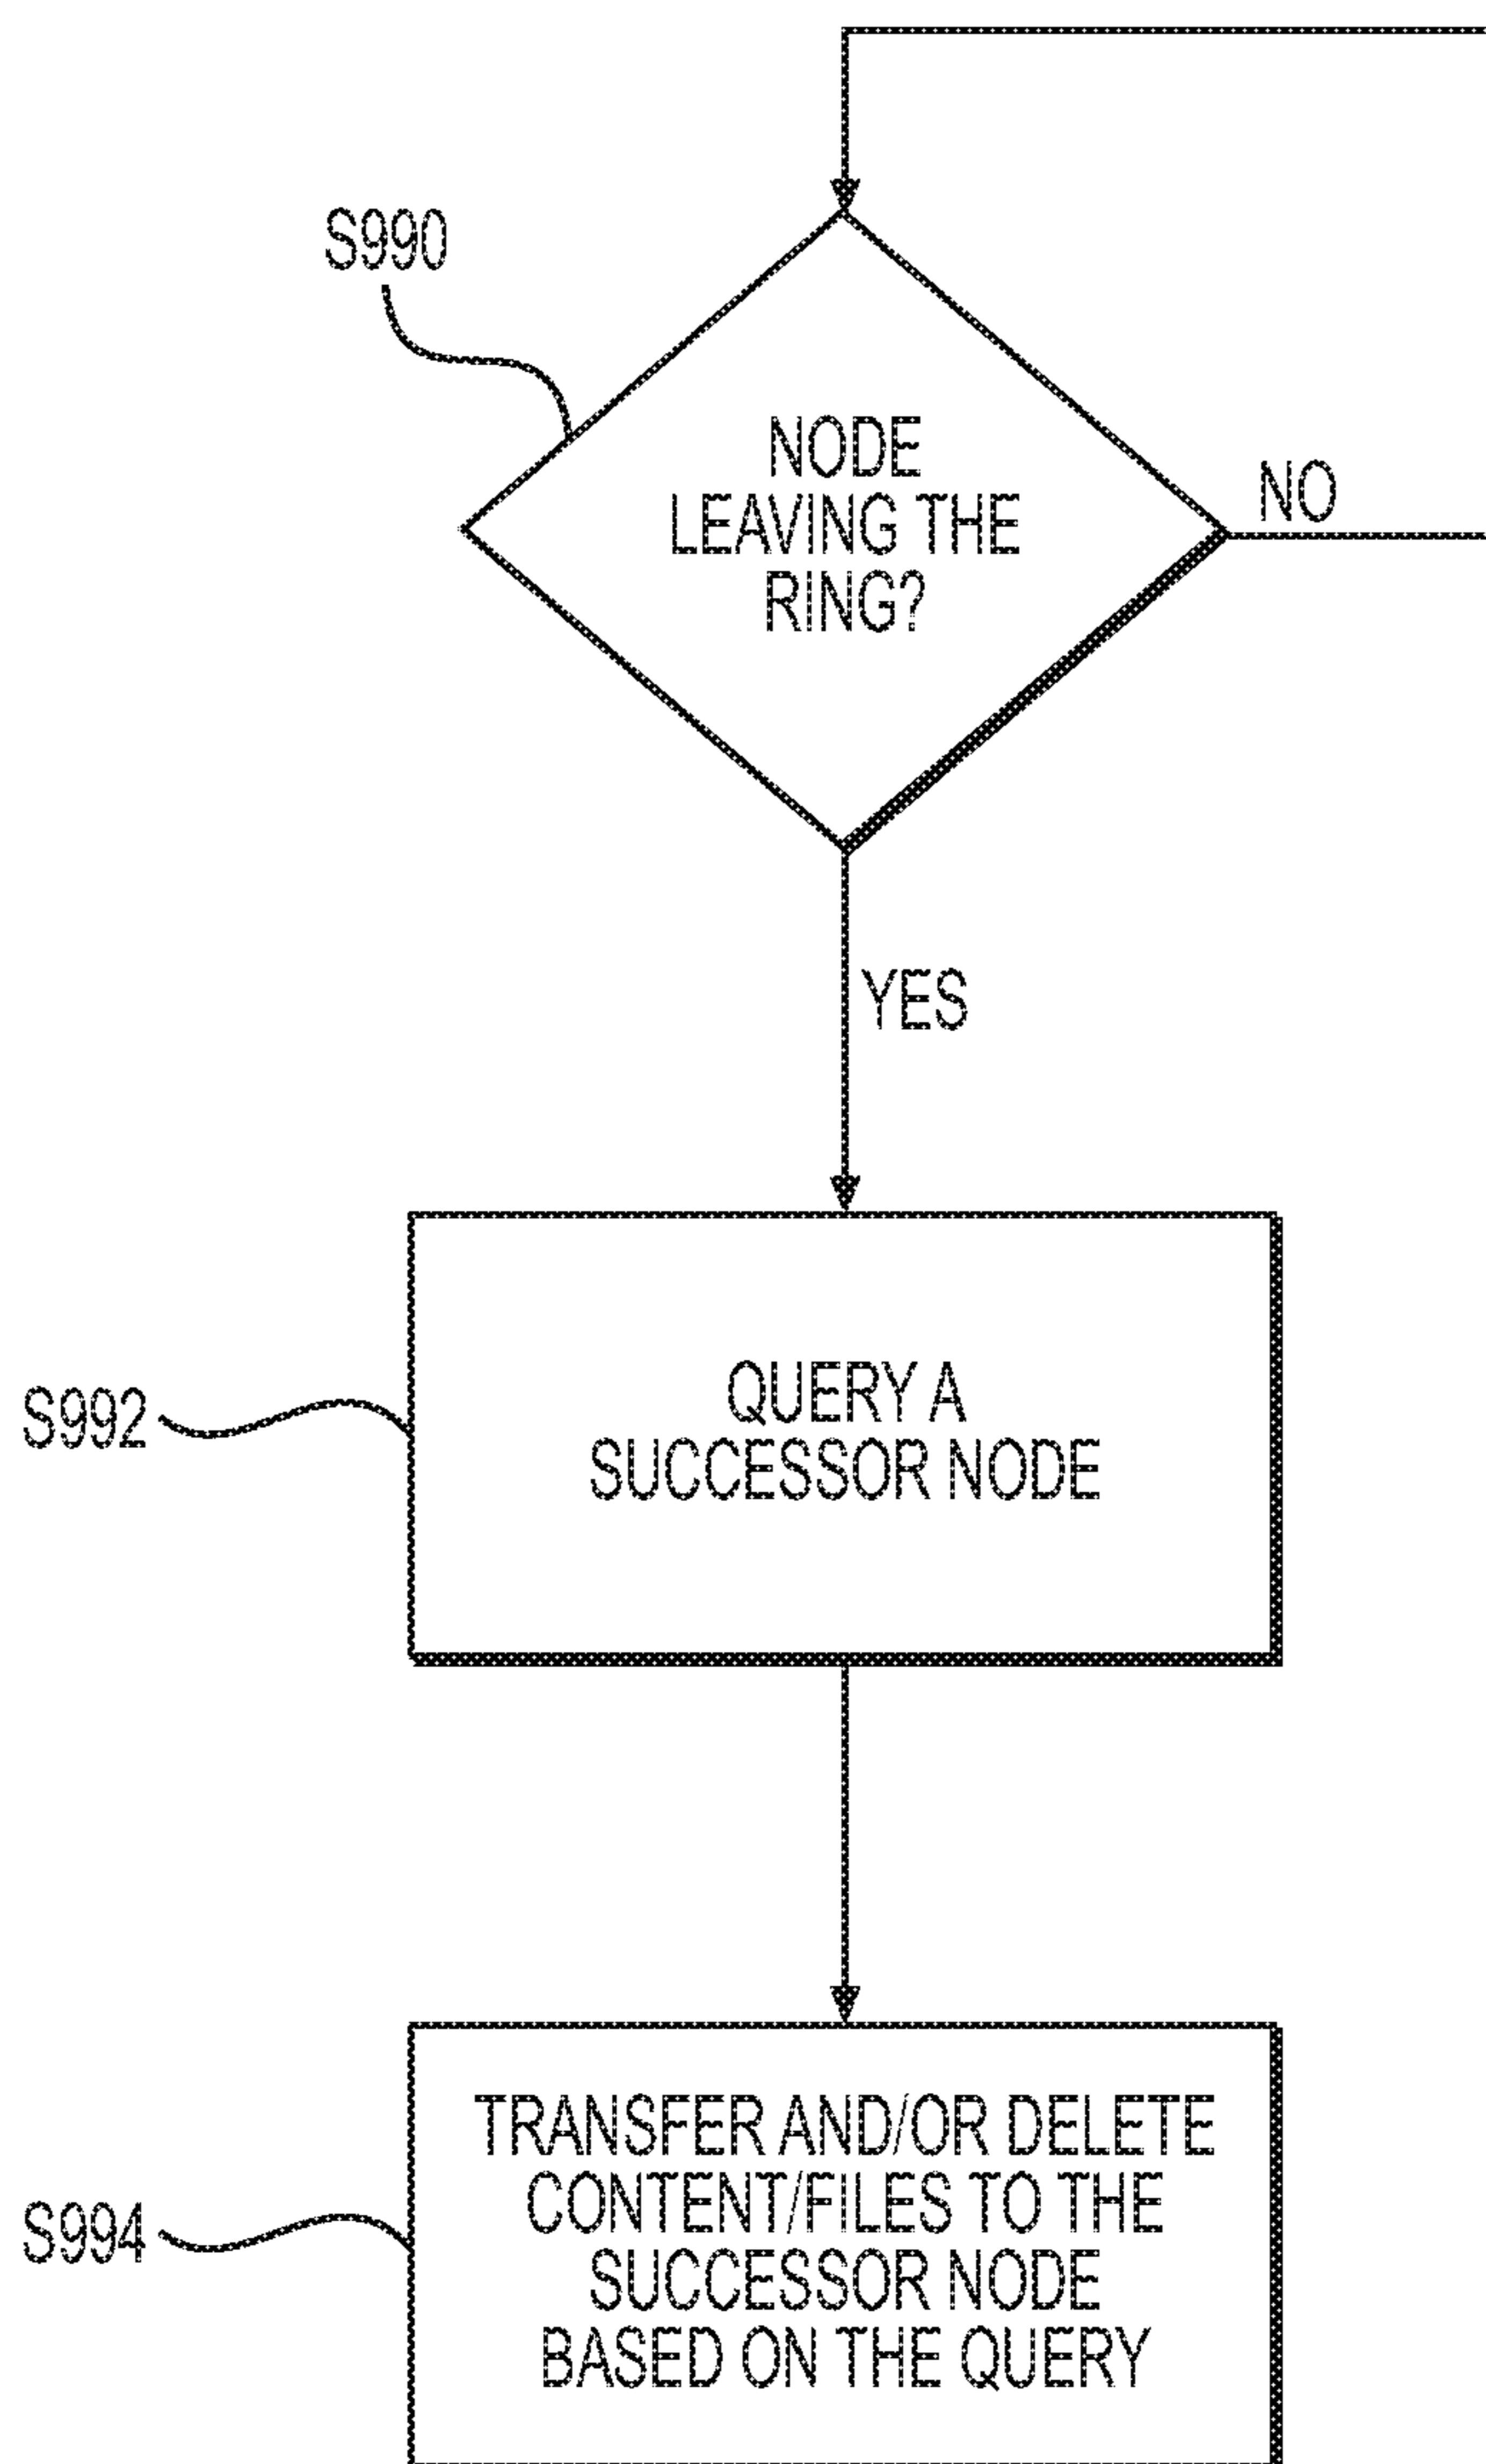 S990
NODE
LEAVING THE
RING?
NO
YES
S992
QUERY A
SUCCESSOR NODE
S994
TRANSFER AND/OR DELETE
CONTENT/FILES TO THE
SUCCESSOR NODE
BASED ON THE QUERY